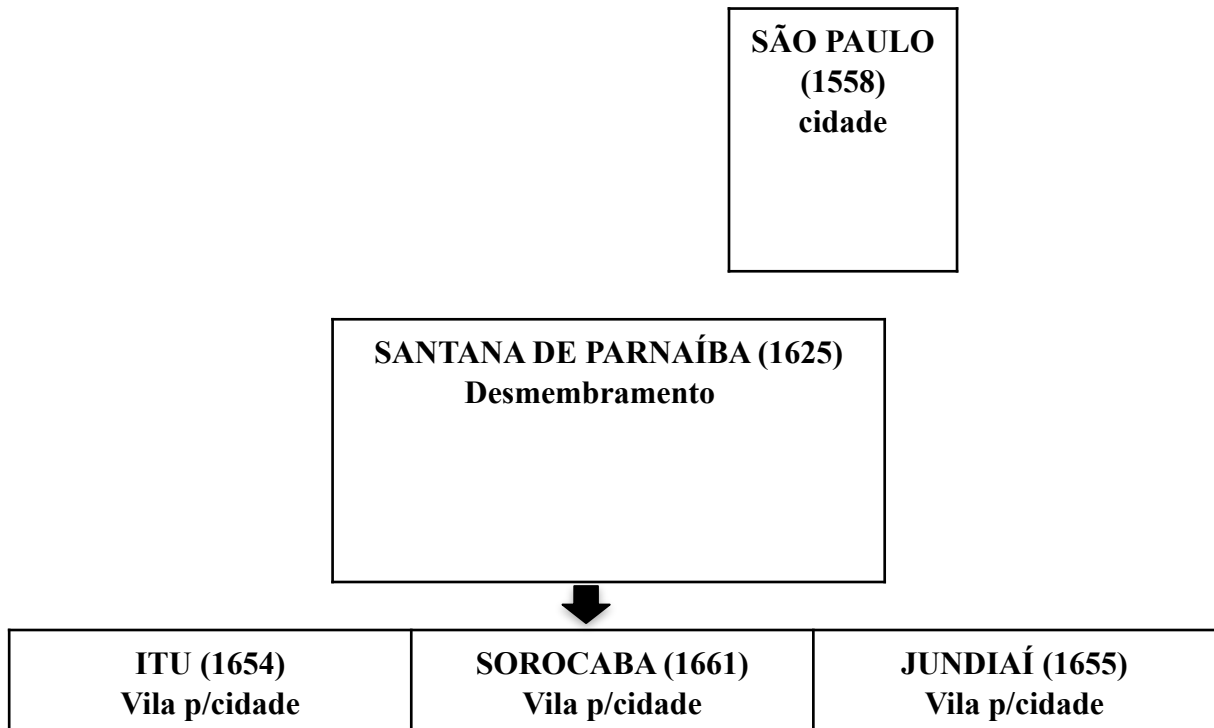 SÃO PAULO
(1558)
cidade
SANTANA DE PARNAÍBA (1625)
Desmembramento
ITU (1654)
Vila p/cidade
SOROCABA (1661)
Vila p/cidade
JUNDIAÍ (1655)
Vila p/cidade